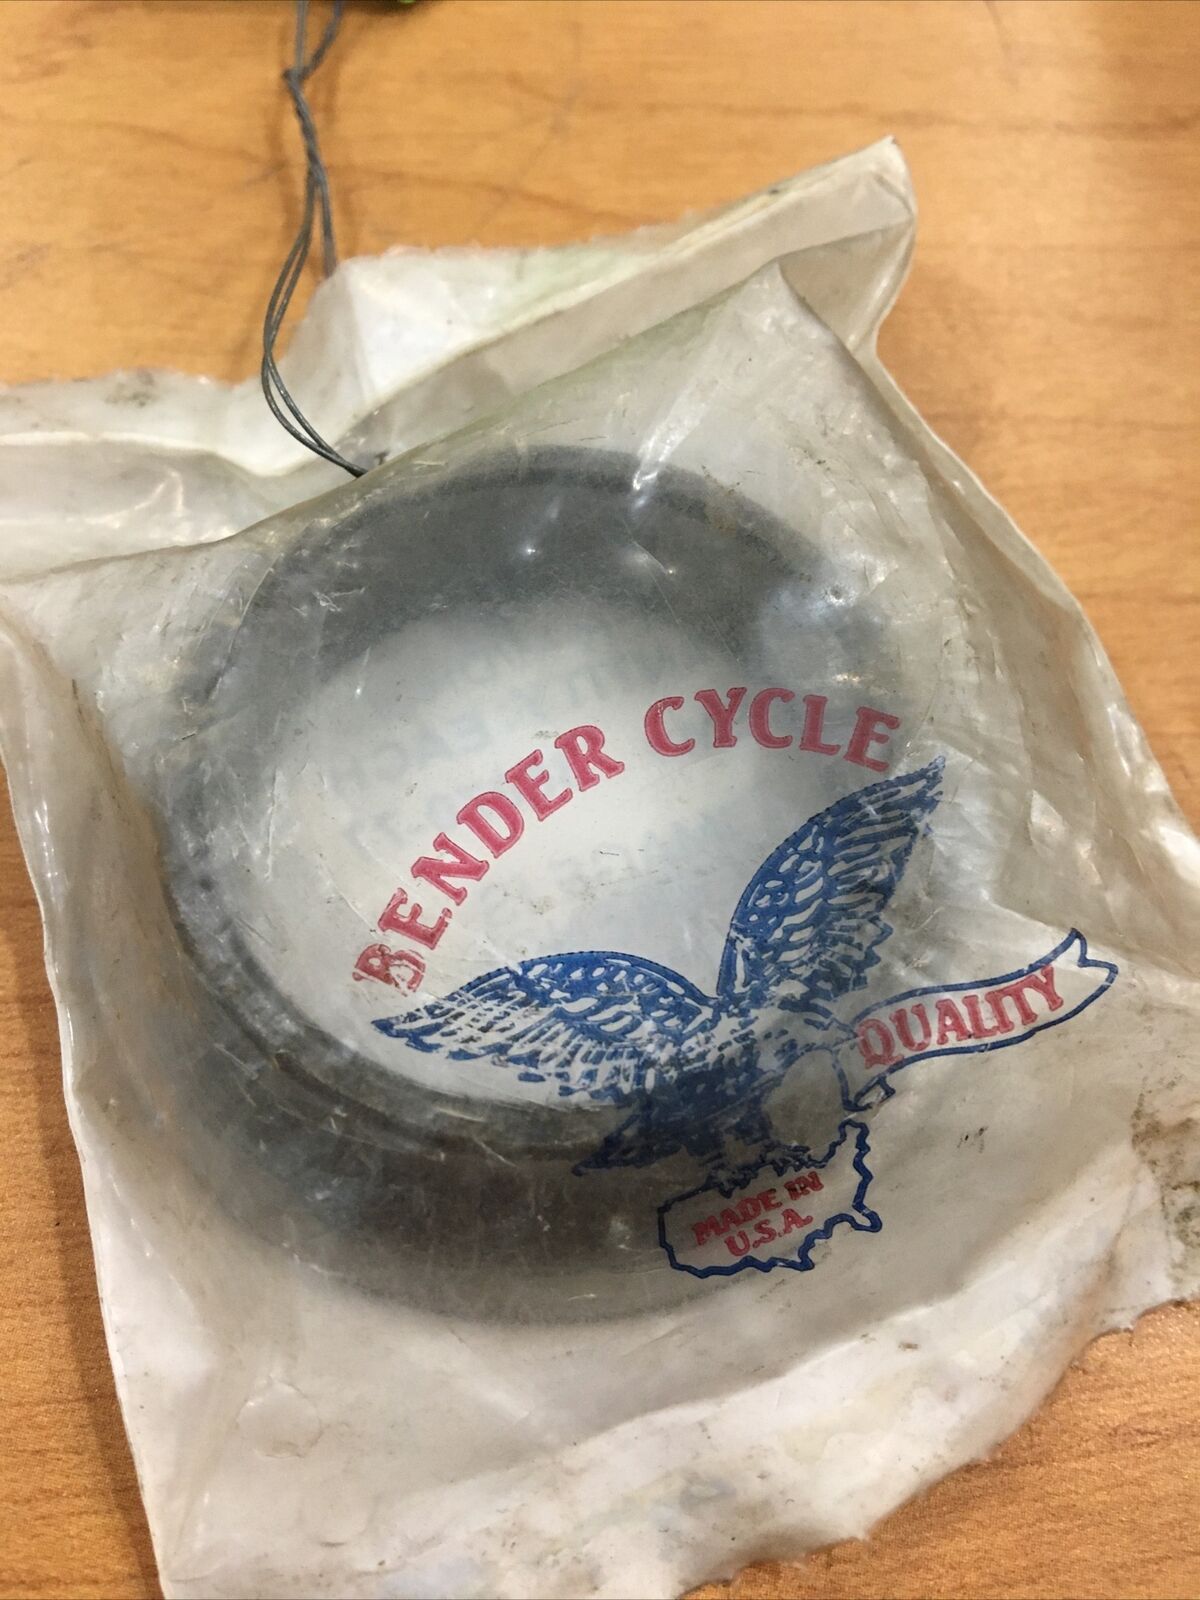 BENDER CYCLE
QUALITY
MADE IN
U.S.A.